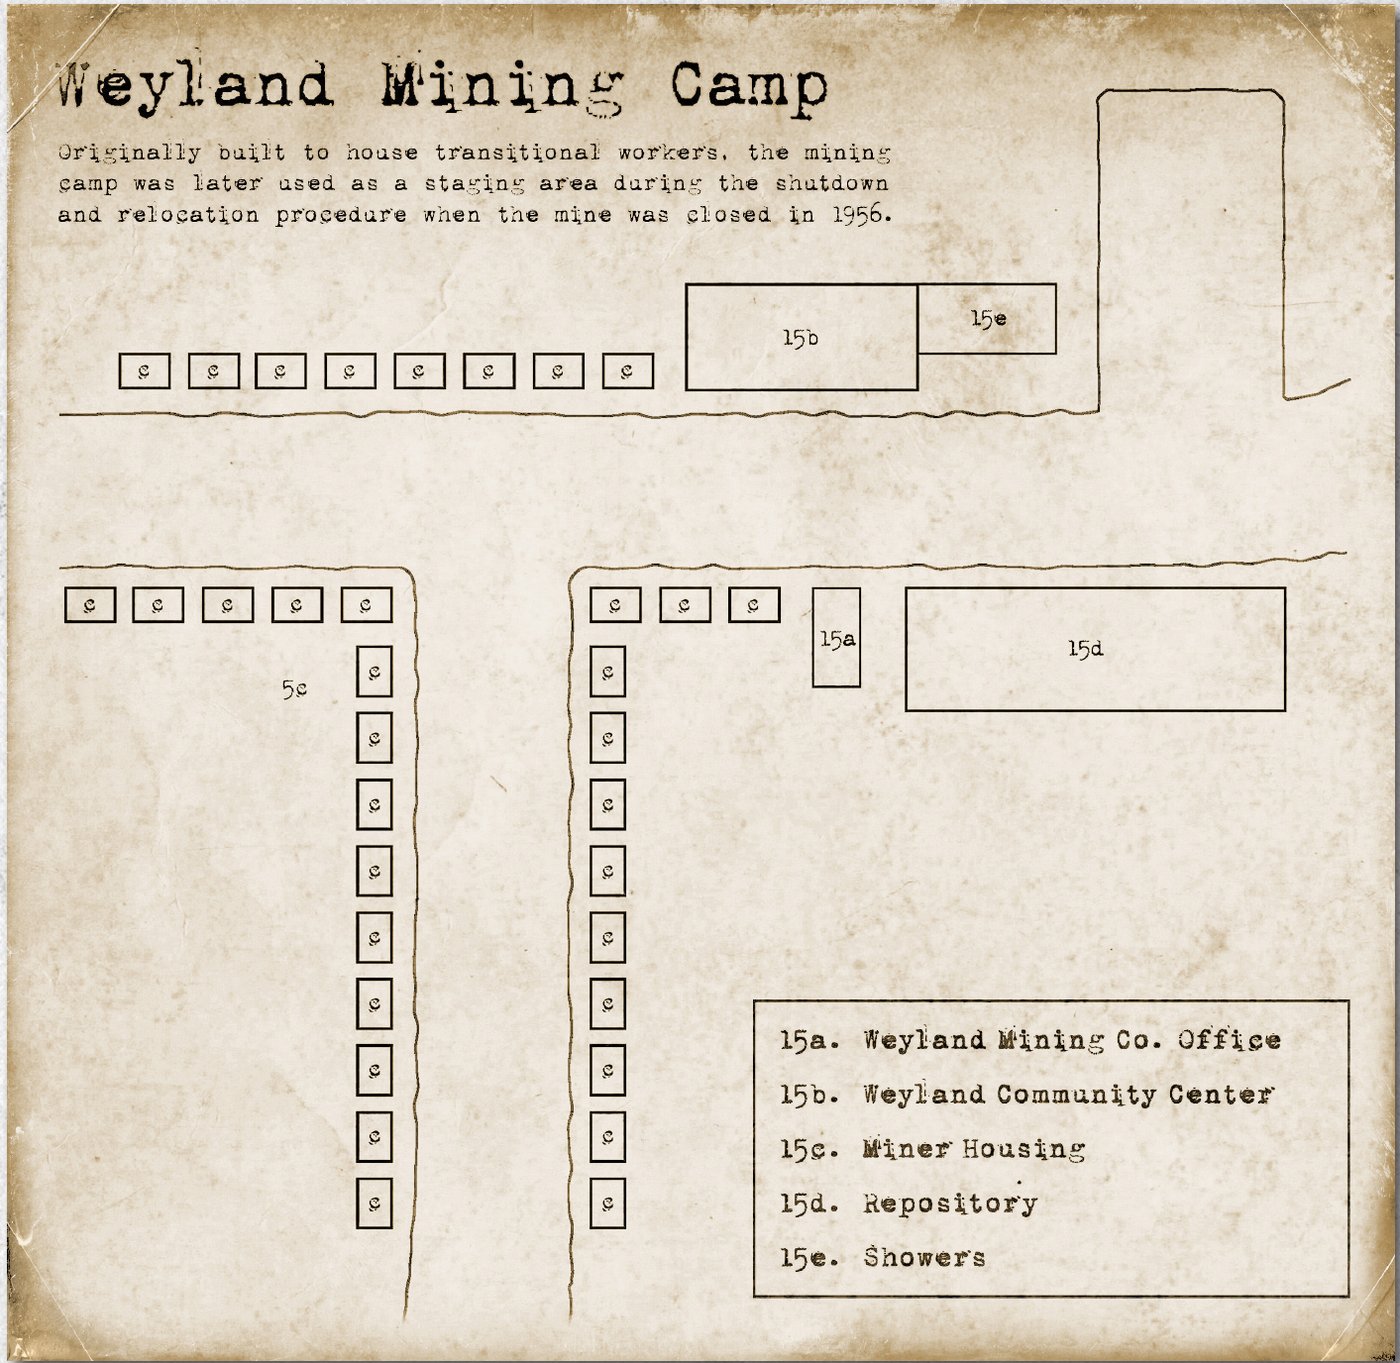 Weyland Mining Camp
Originally built to house transitional workers, the mining
camp was later used as a staging area during the shutdown
and relocation procedure when the mine was closed in 1956.
15b
15e
c c c c c c c c
c c c c c
c c c
15a
15d
5c
c c
c c
c c
c c
c c
c c
c c
c c
c c
15a. Weyland Mining Co. Office
15b. Weyland Community Center
15c. Miner Housing
15d. Repository
15e. Showers